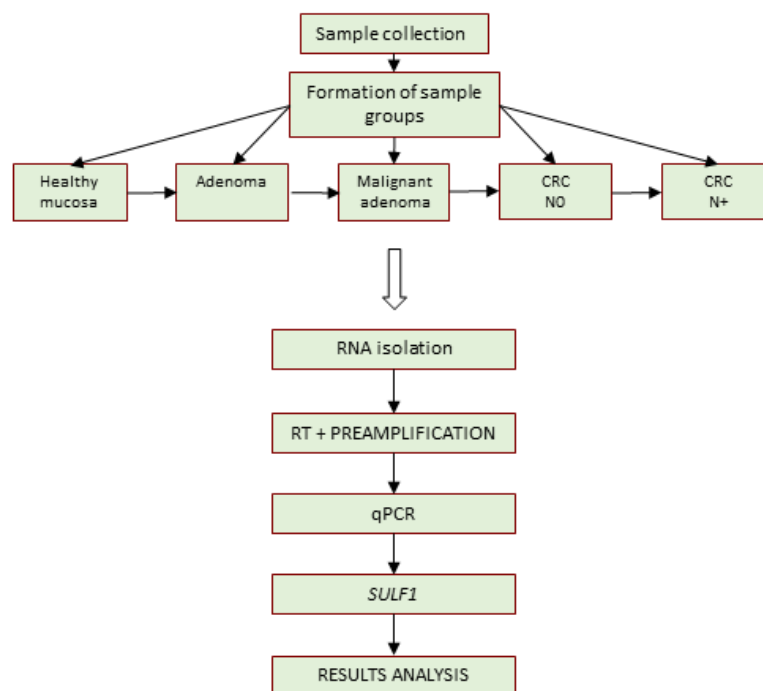 Sample collection
Formation of sample
groups
Healthy
mucosa
Adenoma
Malignant
adenoma
CRC
N0
CRC
N+
RNA isolation
RT + PREAMPLIFICATION
qPCR
SULF1
RESULTS ANALYSIS